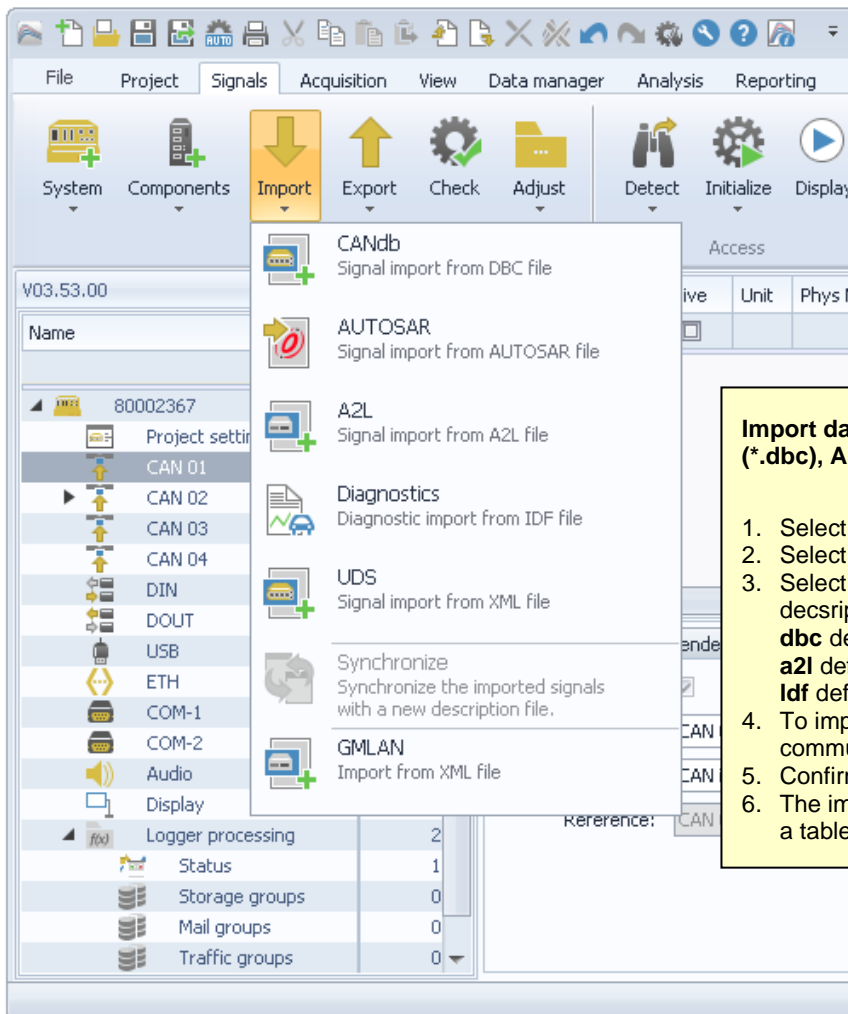 AUTO
File Project Signals Acquisition View Data manager Analysis Reporting
System Components Import Export Check Adjust Detect Initialize Display
Access
CANdb
Signal import from DBC file
AUTOSAR
Signal import from AUTOSAR file
A2L
Signal import from A2L file
Diagnostics
Diagnostic import from IDF file
UDS
Signal import from XML file
Synchronize
Synchronize the imported signals
with a new description file.
GMLAN
Import from XML file
V03.53.00
Name
ive Unit Phys
80002367
Project settin
CAN 01
CAN 02
CAN 03
CAN 04
DIN
DOUT
USB
ETH
COM-1
COM-2
Audio
Display
f(x) Logger processing 2
Status 1
Storage groups 0
Mail groups 0
Traffic groups 0
ende
CAN
CAN i
Reference: CAN
Import da
(*.dbc), A
1. Select
2. Select
3. Select
decsrip
dbc de
a2l def
ldf def
4. To imp
commu
5. Confirm
6. The im
a table